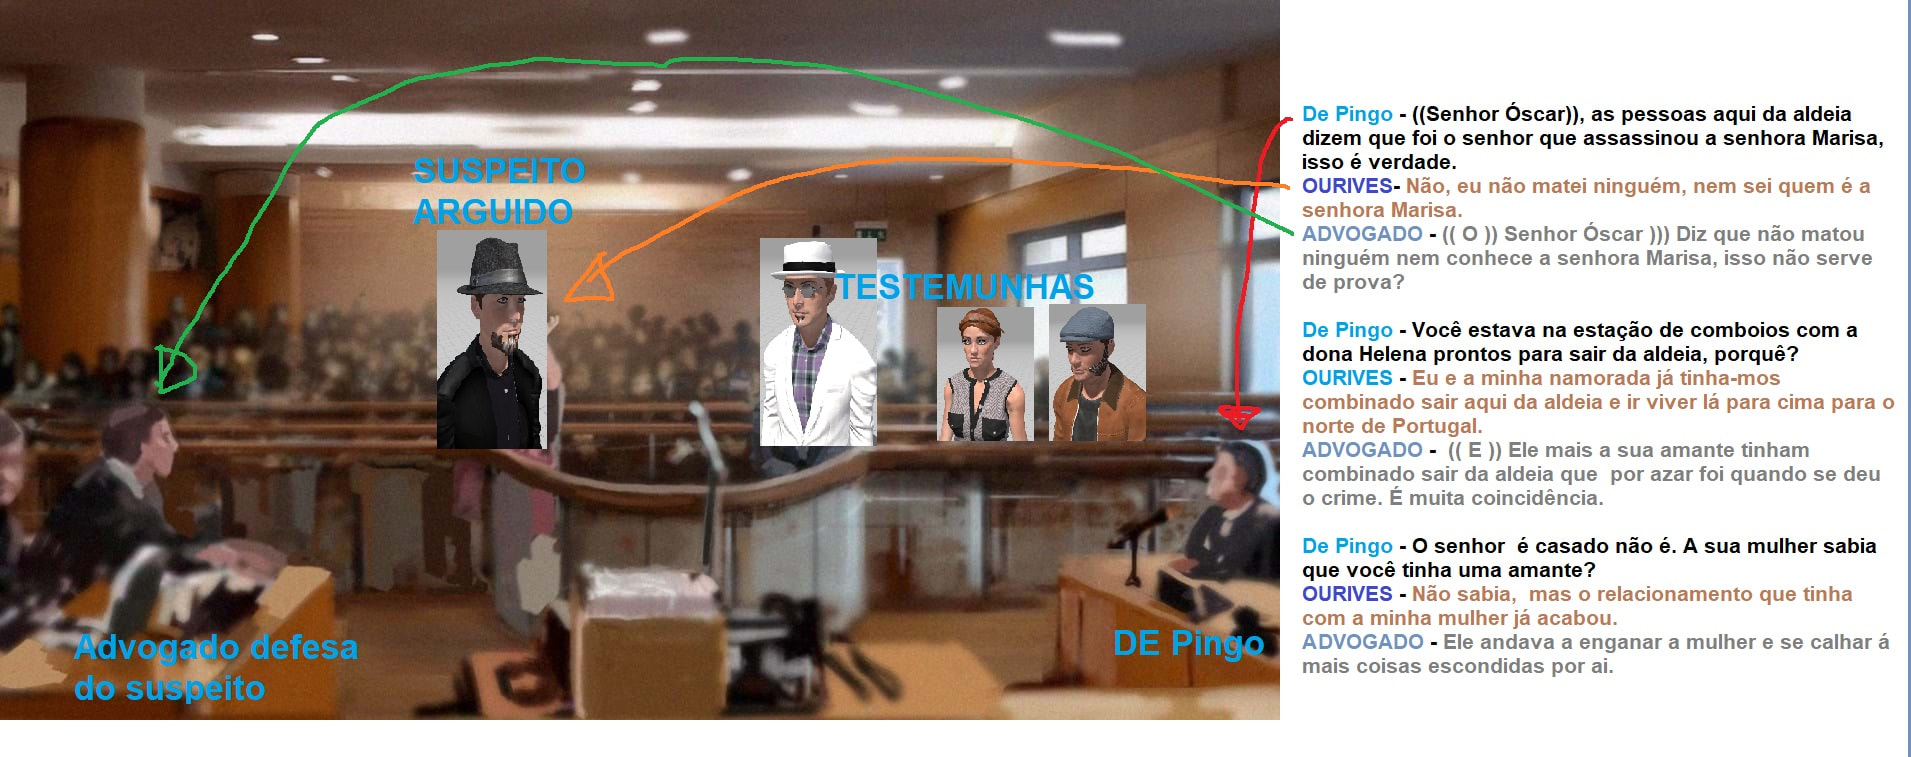 SUSPEITO
ARGUIDO
TESTEMUNHAS
Advogado defesa
do suspeito
DE Pingo
De Pingo - ((Senhor Óscar)), as pessoas aqui da aldeia
dizem que foi o senhor que assassinou a senhora Marisa,
isso é verdade.
OURIVES- Não, eu não matei ninguém, nem sei quem é a
senhora Marisa.
ADVOGADO - (( O )) Senhor Óscar ))) Diz que não matou
ninguém nem conhece a senhora Marisa, isso não serve
de prova?
De Pingo - Você estava na estação de comboios com a
dona Helena prontos para sair da aldeia, porquê?
OURIVES - Eu e a minha namorada já tinha-mos
combinado sair aqui da aldeia e ir viver lá para cima para o
norte de Portugal.
ADVOGADO - (( E )) Ele mais a sua amante tinham
combinado sair da aldeia que por azar foi quando se deu
o crime. É muita coincidência.
De Pingo - O senhor é casado não é. A sua mulher sabia
que você tinha uma amante?
OURIVES - Não sabia, mas o relacionamento que tinha
com a minha mulher já acabou.
ADVOGADO - Ele andava a enganar a mulher e se calhar á
mais coisas escondidas por ai.